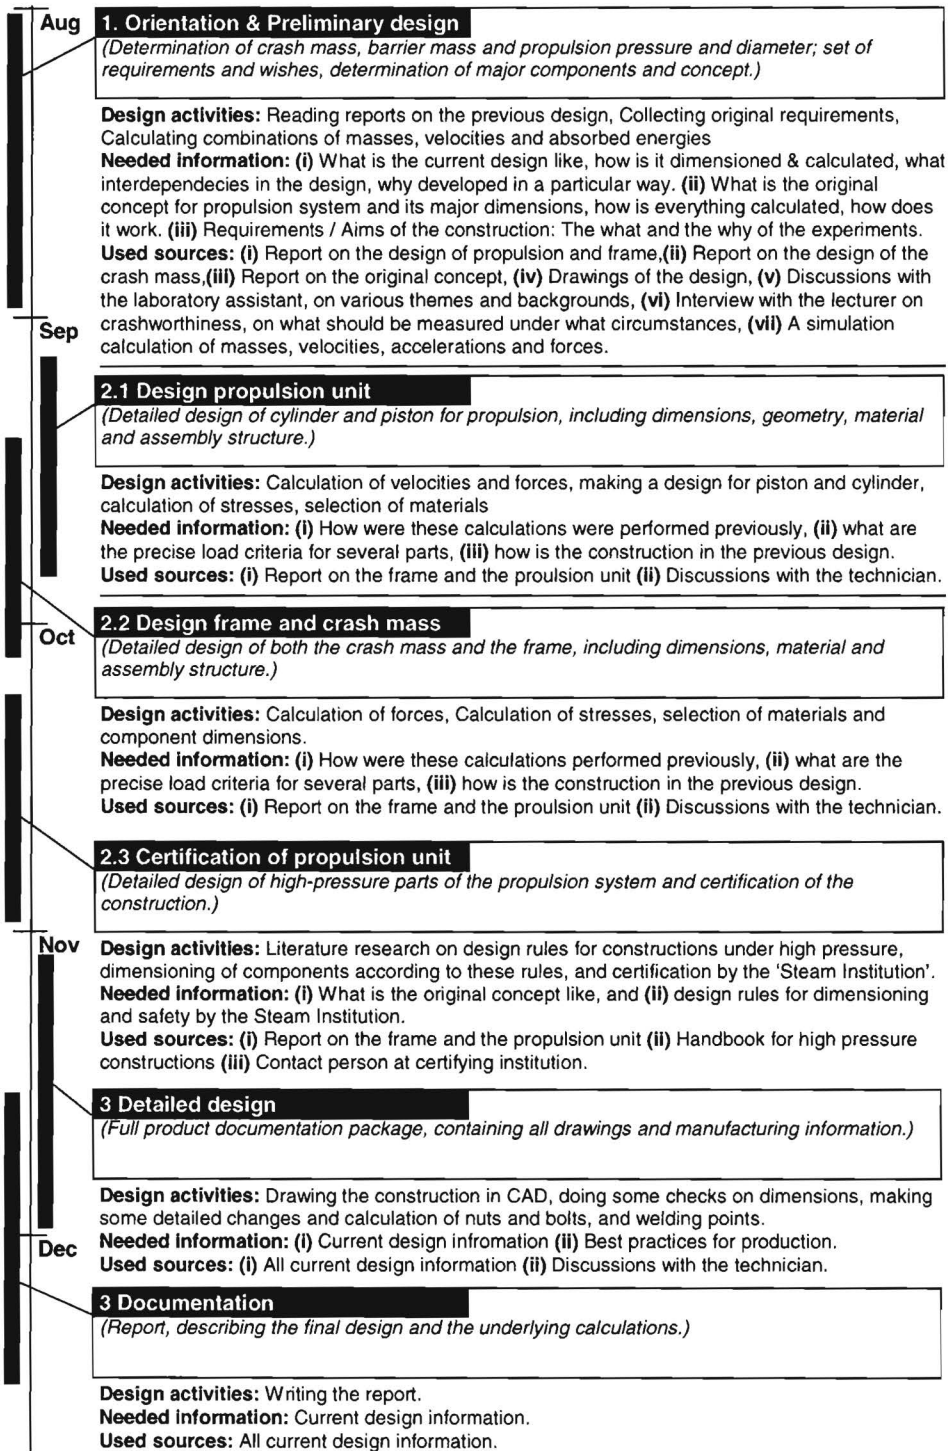 Aug
1. Orientation & Preliminary design
(Determination of crash mass, barrier mass and propulsion pressure and diameter; set of
requirements and wishes, determination of major components and concept.)
Design activities: Reading reports on the previous design, Collecting original requirements,
Calculating combinations of masses, velocities and absorbed energies
Needed information: (i) What is the current design like, how is it dimensioned & calculated, what
interdependecies in the design, why developed in a particular way. (ii) What is the original
concept for propulsion system and its major dimensions, how is everything calculated, how does
it work. (iii) Requirements / Aims of the construction: The what and the why of the experiments.
Used sources: (i) Report on the design of propulsion and frame,(ii) Report on the design of the
crash mass,(iii) Report on the original concept, (iv) Drawings of the design, (v) Discussions with
the laboratory assistant, on various themes and backgrounds, (vi) Interview with the lecturer on
crashworthiness, on what should be measured under what circumstances, (vii) A simulation
calculation of masses, velocities, accelerations and forces.
Sep
2.1 Design propulsion unit
(Detailed design of cylinder and piston for propulsion, including dimensions, geometry, material
and assembly structure.)
Design activities: Calculation of velocities and forces, making a design for piston and cylinder,
calculation of stresses, selection of materials
Needed information: (i) How were these calculations were performed previously, (ii) what are
the precise load criteria for several parts, (iii) how is the construction in the previous design.
Used sources: (i) Report on the frame and the proulsion unit (ii) Discussions with the technician.
Oct
2.2 Design frame and crash mass
(Detailed design of both the crash mass and the frame, including dimensions, material and
assembly structure.)
Design activities: Calculation of forces, Calculation of stresses, selection of materials and
component dimensions.
Needed information: (i) How were these calculations performed previously, (ii) what are the
precise load criteria for several parts, (iii) how is the construction in the previous design.
Used sources: (i) Report on the frame and the proulsion unit (ii) Discussions with the technician.
2.3 Certification of propulsion unit
(Detailed design of high-pressure parts of the propulsion system and certification of the
construction.)
Nov
Design activities: Literature research on design rules for constructions under high pressure,
dimensioning of components according to these rules, and certification by the 'Steam Institution'.
Needed information: (i) What is the original concept like, and (ii) design rules for dimensioning
and safety by the Steam Institution.
Used sources: (i) Report on the frame and the propulsion unit (ii) Handbook for high pressure
constructions (iii) Contact person at certifying institution.
3 Detailed design
(Full product documentation package, containing all drawings and manufacturing information.)
Design activities: Drawing the construction in CAD, doing some checks on dimensions, making
some detailed changes and calculation of nuts and bolts, and welding points.
Dec
Needed information: (i) Current design infromation (ii) Best practices for production.
Used sources: (i) All current design information (ii) Discussions with the technician.
3 Documentation
(Report, describing the final design and the underlying calculations.)
Design activities: Writing the report.
Needed information: Current design information.
Used sources: All current design information.